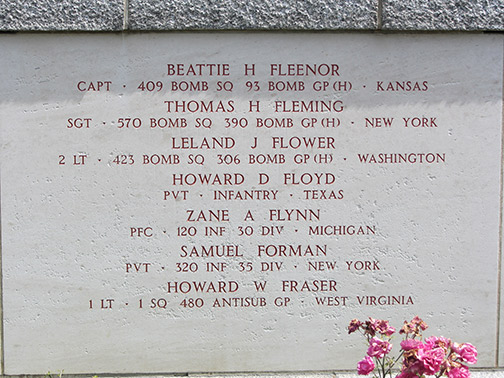 BEATTIE H FLEENOR
CAPT · 409 BOMB SQ 93 BOMB GP (H) · KANSAS
THOMAS H FLEMING
SGT · 570 BOMB SQ 390 BOMB GP (H) · NEW YORK
LELAND J FLOWER
2 LT · 423 BOMB SQ 306 BOMB GP (H) · WASHINGTON
HOWARD D FLOYD
PVT · INFANTRY · TEXAS
ZANE A FLYNN
PFC · 120 INF 30 DIV · MICHIGAN
SAMUEL FORMAN
PVT · 320 INF 35 DIV · NEW YORK
HOWARD W FRASER
1 LT · 1 SQ 480 ANTISUB GP · WEST VIRGINIA